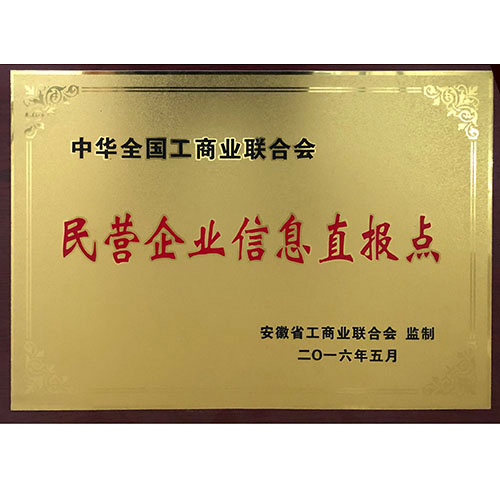 中华全国工商业联合会
民营企业信息直报点
安徽省工商业联合会 监制
二〇一六年五月